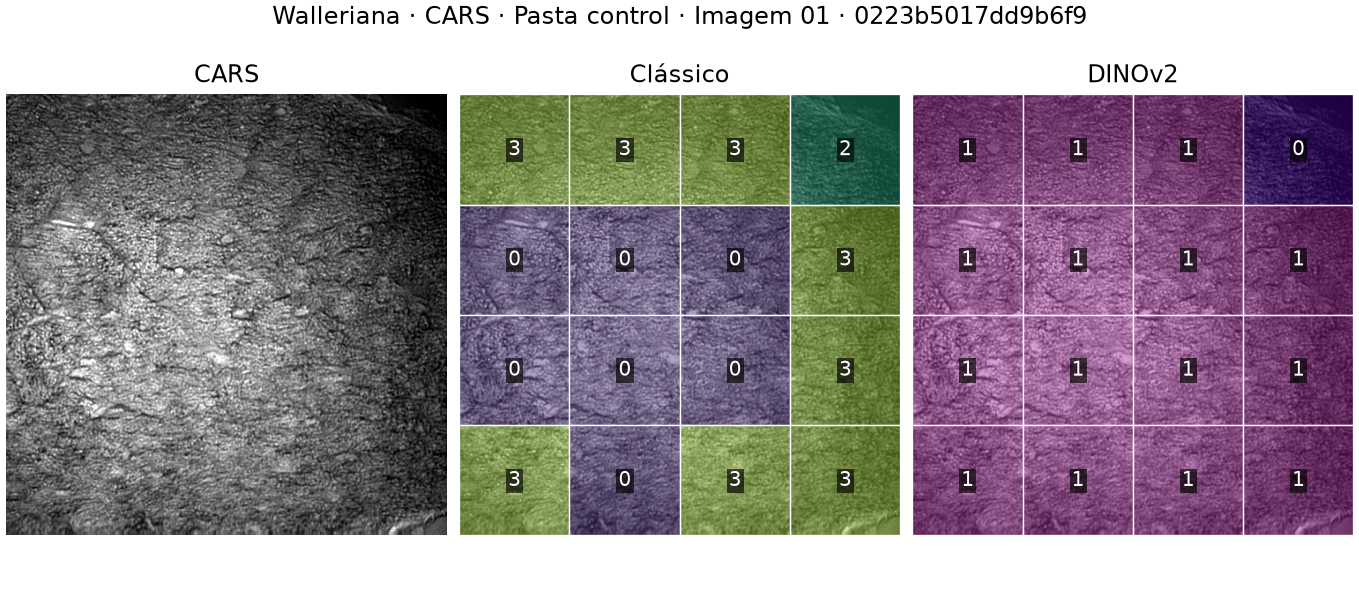 Walleriana · CARS · Pasta control · Imagem 01 · 0223b5017dd9b6f9
CARS Clássico DINOv2
3 3 3 2 1 1 1 0
0 0 0 3 1 1 1 1
0 0 0 3 1 1 1 1
3 0 3 3 1 1 1 1